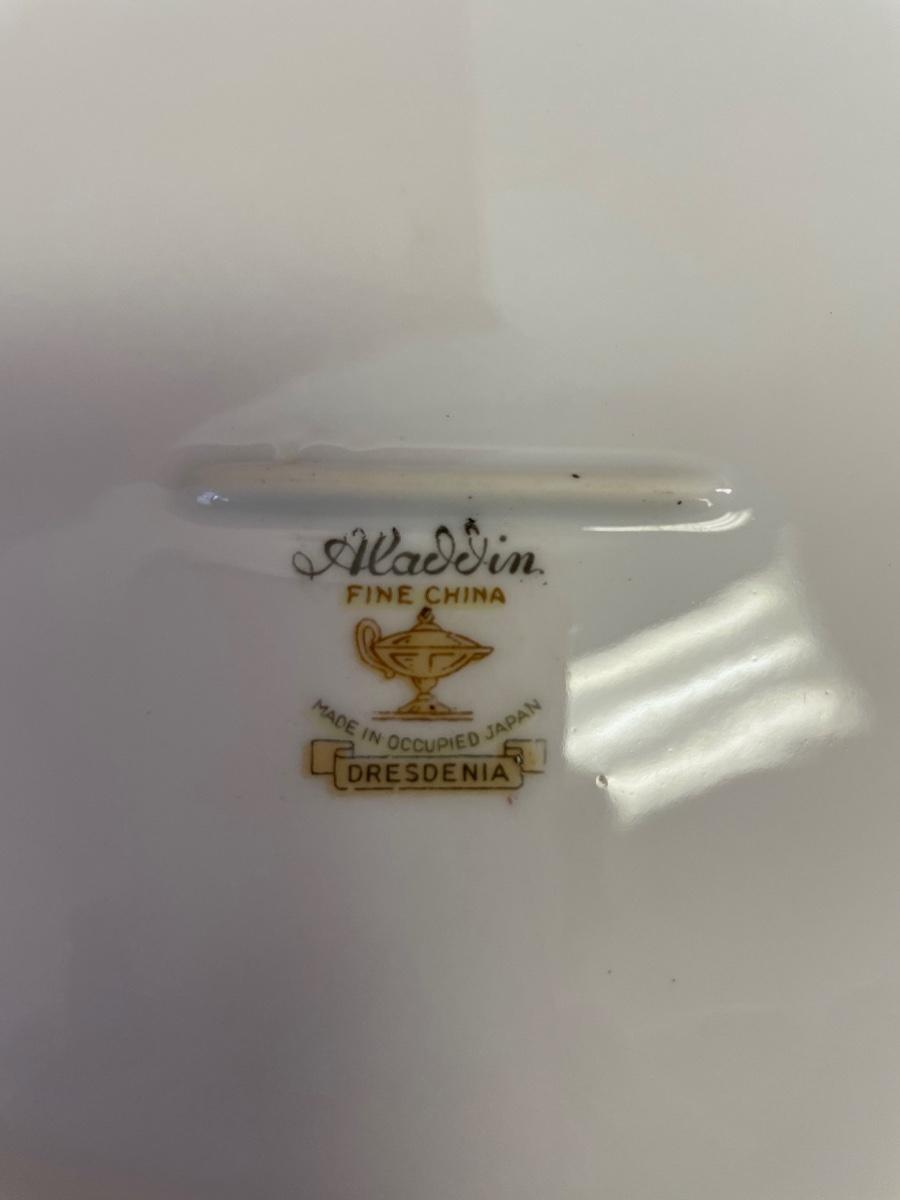 Aladdin
FINE CHINA
MADE IN OCCUPIED JAPAN
DRESDENIA